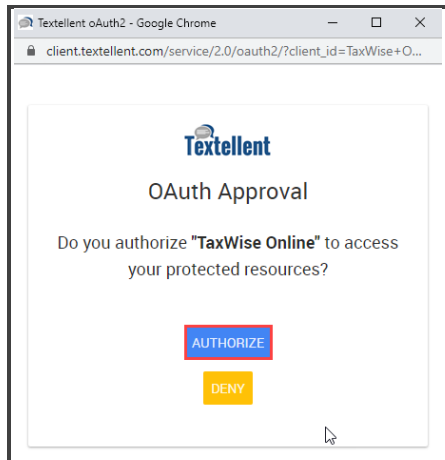 Textellent oAuth2 - Google Chrome
client.textellent.com/service/2.0/oauth2/?client_id=TaxWise+O...
Textellent
OAuth Approval
Do you authorize "TaxWise Online" to access
your protected resources?
AUTHORIZE
DENY